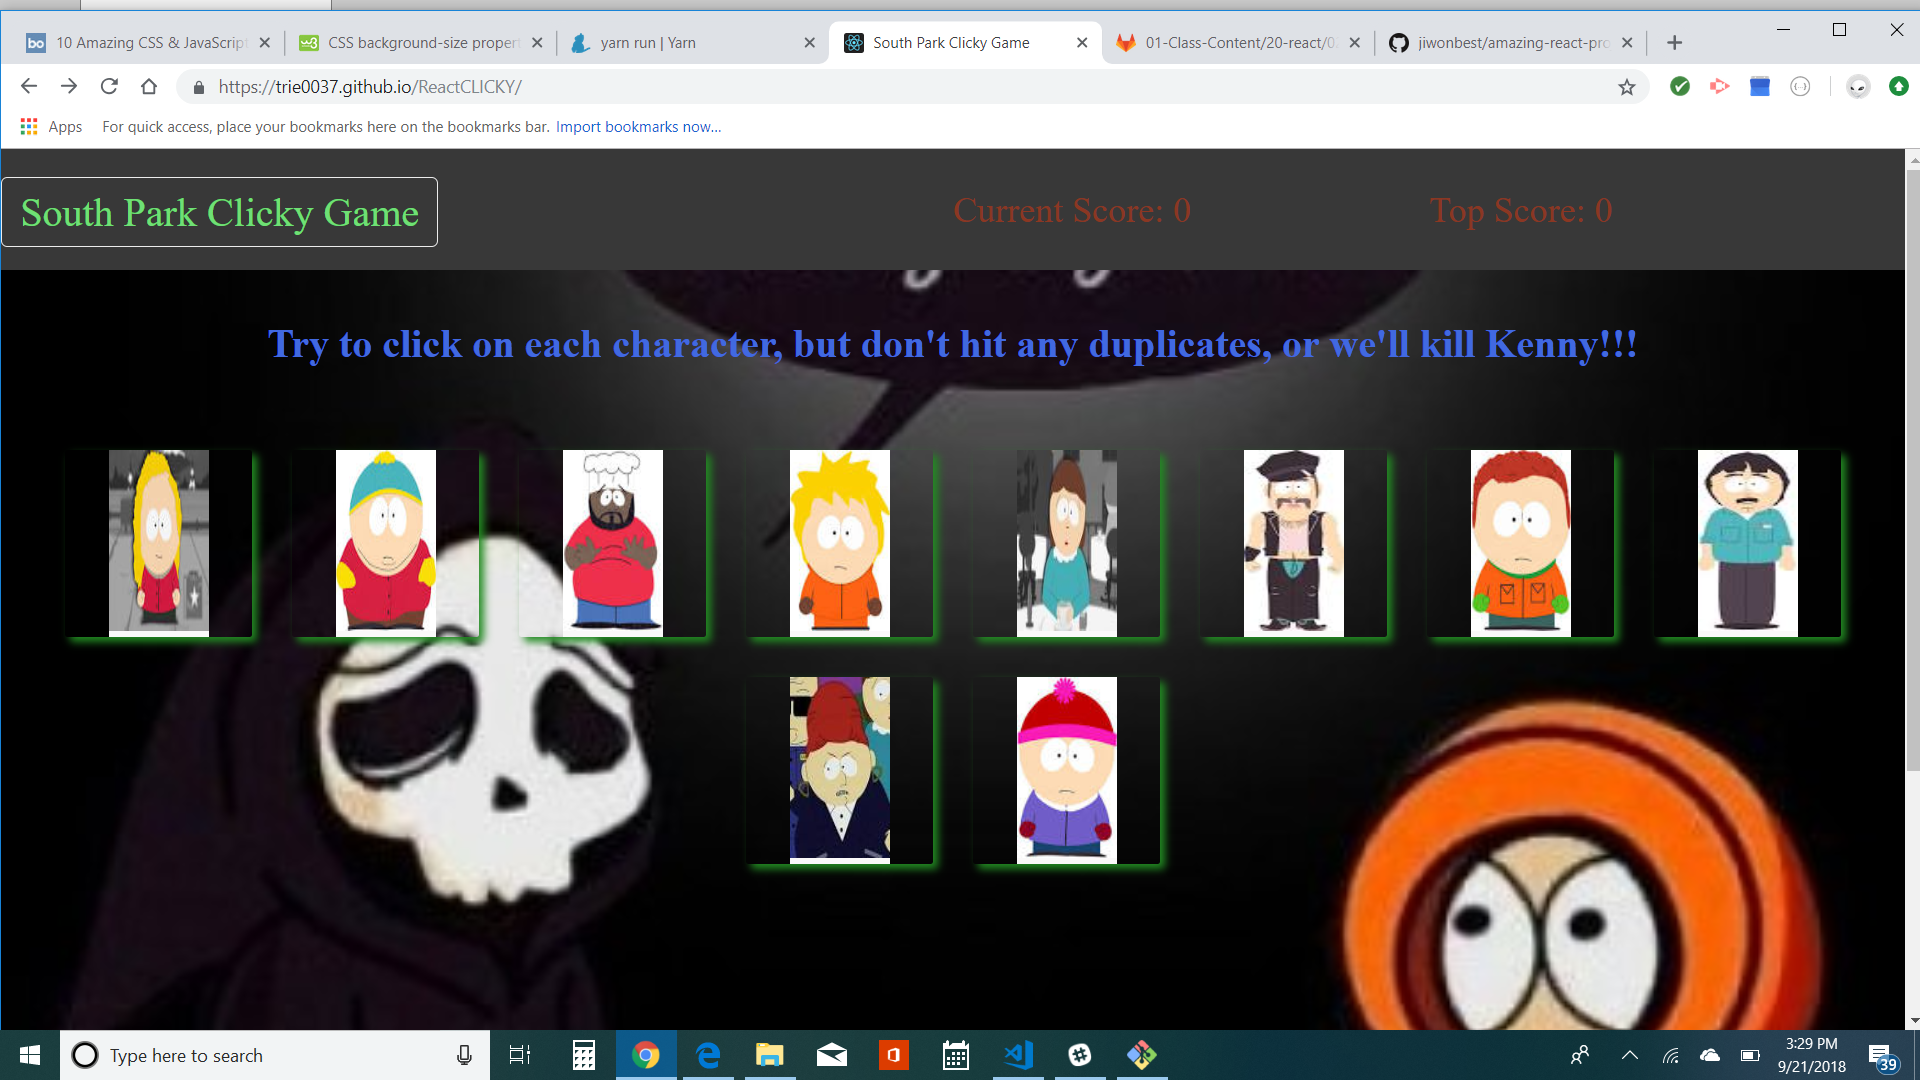 bo 10 Amazing CSS & JavaScript
w3 CSS background-size propert
yarn run | Yarn
South Park Clicky Game
01-Class-Content/20-react/0
jiwonbest/amazing-react-pro
https://trie0037.github.io/ReactCLICKY/
Apps For quick access, place your bookmarks here on the bookmarks bar. Import bookmarks now...
South Park Clicky Game
Current Score: 0
Top Score: 0
Try to click on each character, but don't hit any duplicates, or we'll kill Kenny!!!
Type here to search
3:29 PM
9/21/2018
39